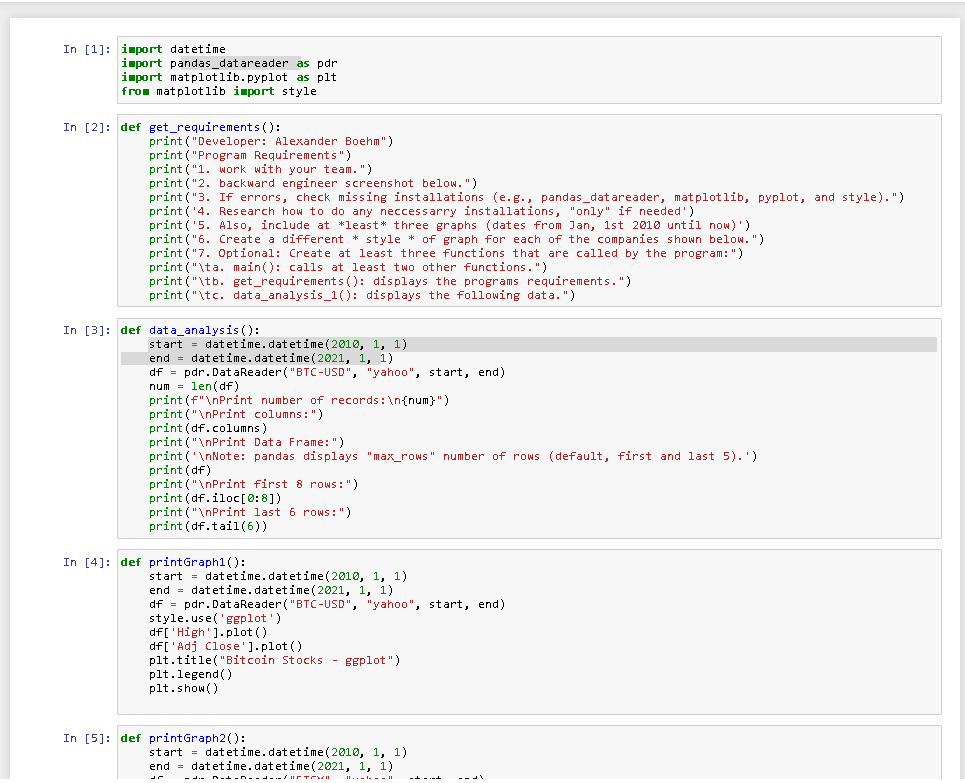 In [1]: import datetime
import pandas_datareader as pdr
import matplotlib.pyplot as plt
from matplotlib import style
In [2]: def get_requirements():
    print("Developer: Alexander Boehm")
    print("Program Requirements")
    print("1. work with your team.")
    print("2. backward engineer screenshot below.")
    print("3. If errors, check missing installations (e.g., pandas_datareader, matplotlib, pyplot, and style).")
    print('4. Research how to do any neccessarry installations, "only" if needed')
    print('5. Also, include at *least* three graphs (dates from Jan, 1st 2010 until now)')
    print("6. Create a different * style * of graph for each of the companies shown below.")
    print("7. Optional: Create at least three functions that are called by the program:")
    print("\ta. main(): calls at least two other functions.")
    print("\tb. get_requirements(): displays the programs requirements.")
    print("\tc. data_analysis_1(): displays the following data.")
In [3]: def data_analysis():
    start = datetime.datetime(2010, 1, 1)
    end = datetime.datetime(2021, 1, 1)
    df = pdr.DataReader("BTC-USD", "yahoo", start, end)
    num = len(df)
    print(f"\nPrint number of records:\n{num}")
    print("\nPrint columns:")
    print(df.columns)
    print("\nPrint Data Frame:")
    print('\nNote: pandas displays "max_rows" number of rows (default, first and last 5).')
    print(df)
    print("\nPrint first 8 rows:")
    print(df.iloc[0:8])
    print("\nPrint last 6 rows:")
    print(df.tail(6))
In [4]: def printGraph1():
    start = datetime.datetime(2010, 1, 1)
    end = datetime.datetime(2021, 1, 1)
    df = pdr.DataReader("BTC-USD", "yahoo", start, end)
    style.use('ggplot')
    df['High'].plot()
    df['Adj Close'].plot()
    plt.title("Bitcoin Stocks - ggplot")
    plt.legend()
    plt.show()
In [5]: def printGraph2():
    start = datetime.datetime(2010, 1, 1)
    end = datetime.datetime(2021, 1, 1)